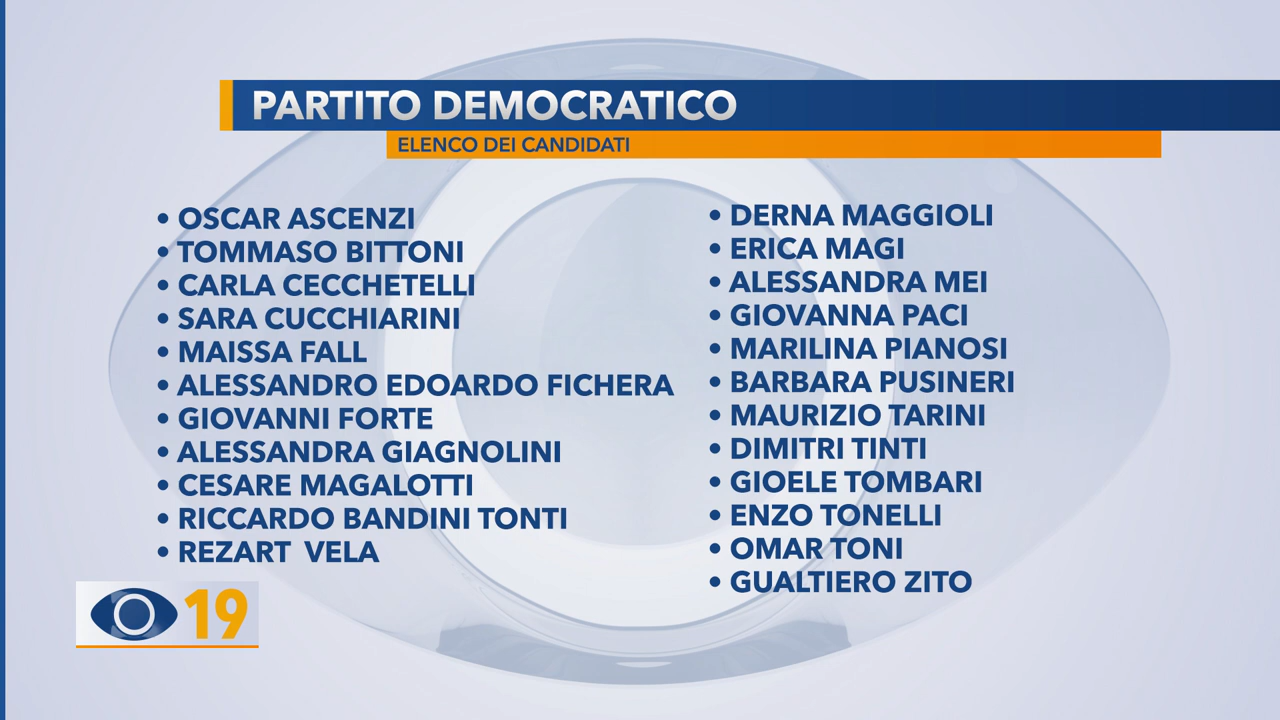 PARTITO DEMOCRATICO
ELENCO DEI CANDIDATI
• OSCAR ASCENZI
• TOMMASO BITTONI
• CARLA CECCHETELLI
• SARA CUCCHIARINI
• MAISSA FALL
• ALESSANDRO EDOARDO FICHERA
• GIOVANNI FORTE
• ALESSANDRA GIAGNOLINI
• CESARE MAGALOTTI
• RICCARDO BANDINI TONTI
• REZART  VELA
• DERNA MAGGIOLI
• ERICA MAGI
• ALESSANDRA MEI
• GIOVANNA PACI
• MARILINA PIANOSI
• BARBARA PUSINERI
• MAURIZIO TARINI
• DIMITRI TINTI
• GIOELE TOMBARI
• ENZO TONELLI
• OMAR TONI
• GUALTIERO ZITO
19